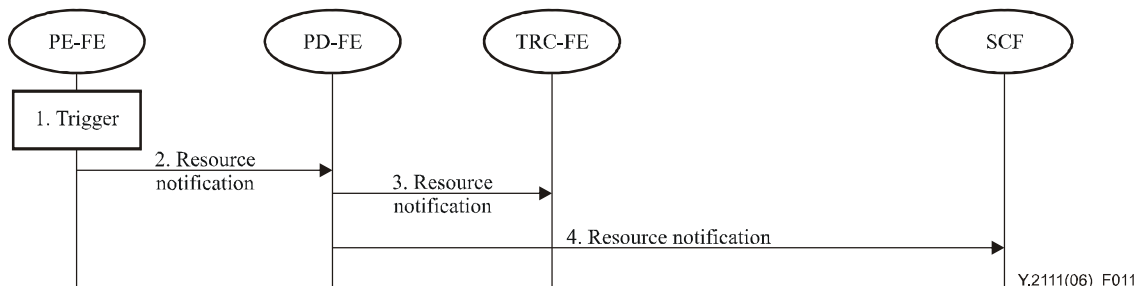 PE-FE
PD-FE
TRC-FE
SCF
1. Trigger
2. Resource
notification
3. Resource
notification
4. Resource notification
Y.2111(06)_F011